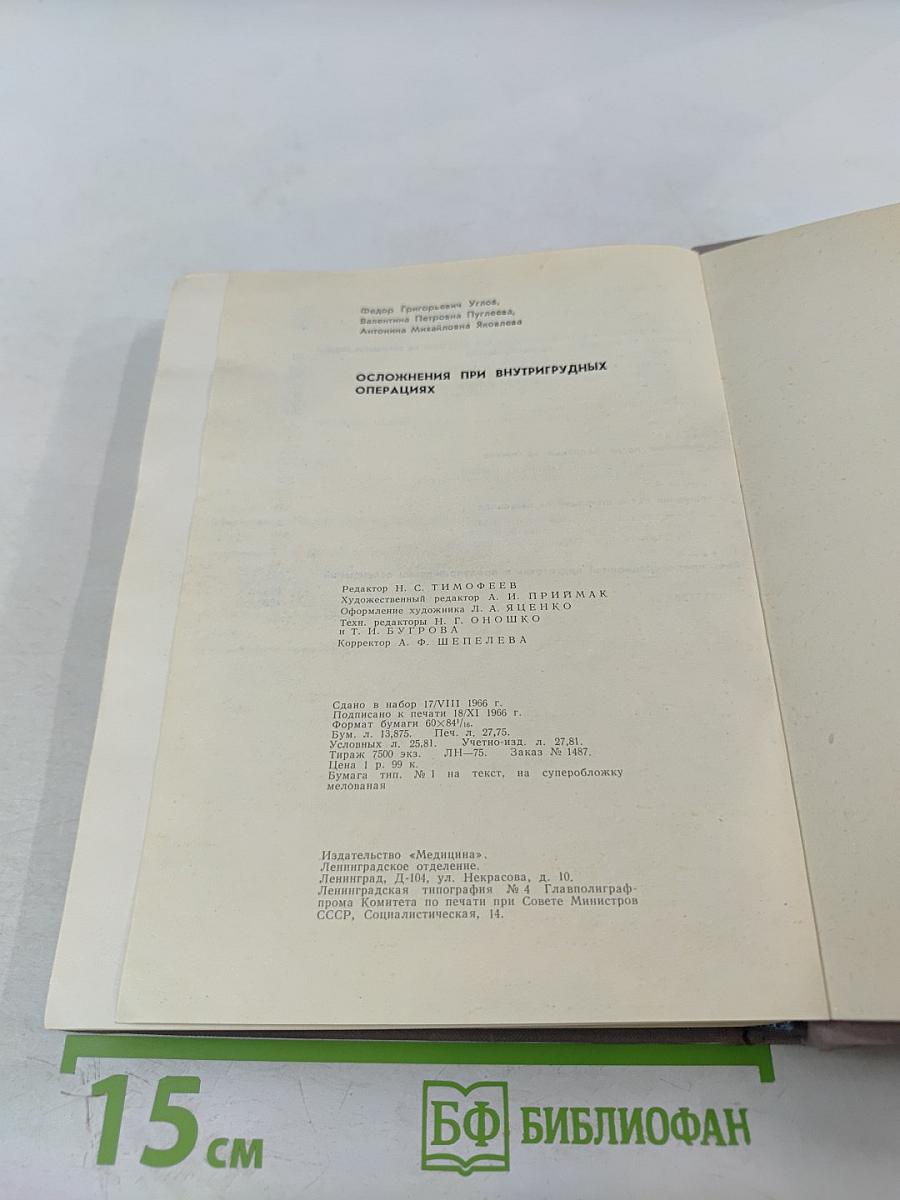 Федор Григорьевич Углов,
Валентина Петровна Пуглеева,
Антонина Михайловна Яковлева
ОСЛОЖНЕНИЯ ПРИ ВНУТРИГРУДНЫХ
ОПЕРАЦИЯХ
Редактор Н. С. ТИМОФЕЕВ
Художественный редактор А. И. ПРИЙМАК
Оформление художника Л. А. ЯЦЕНКО
Техн. редакторы Н. Г. ОНОШКО
и Т. И. БУГРОВА
Корректор А. Ф. ШЕПЕЛЕВА
Сдано в набор 17/VIII 1966 г.
Подписано к печати 18/XI 1966 г.
Формат бумаги 60×84¹/₁₆.
Бум. л. 13,875. Печ. л. 27,75.
Условных л. 25,81. Учетно-изд. л. 27,81.
Тираж 7500 экз. ЛН—75. Заказ № 1487.
Цена 1 р. 99 к.
Бумага тип. № 1 на текст, на суперобложку
мелованая
Издательство «Медицина».
Ленинградское отделение.
Ленинград, Д-104, ул. Некрасова, д. 10.
Ленинградская типография № 4 Главполиграф-
прома Комитета по печати при Совете Министров
СССР, Социалистическая, 14.
15 см
БФ БИБЛИОФАН